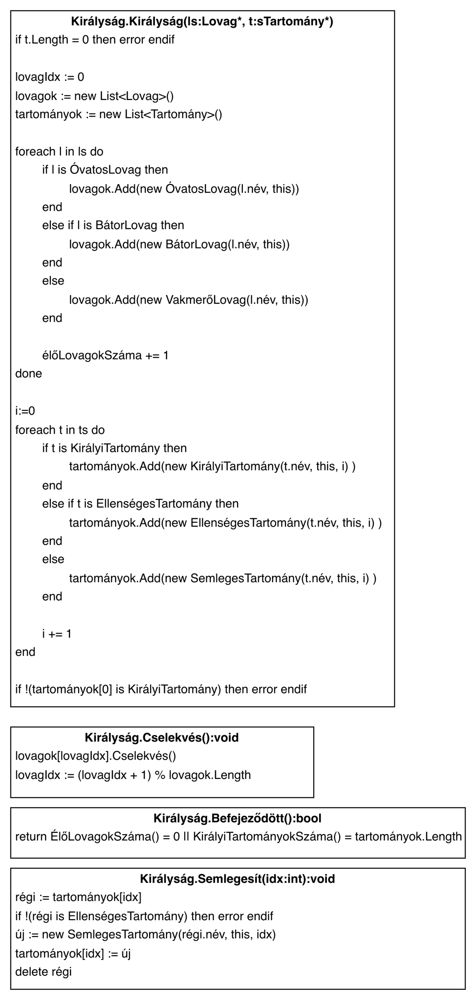 Királyság.Királyság(ls:Lovag*, t:sTartomány*)
if t.Length = 0 then error endif
lovagIdx := 0
lovagok := new List<Lovag>()
tartományok := new List<Tartomány>()
foreach l in ls do
if l is ÓvatosLovag then
lovagok.Add(new ÓvatosLovag(l.név, this))
end
else if l is BátorLovag then
lovagok.Add(new BátorLovag(l.név, this))
end
else
lovagok.Add(new VakmerőLovag(l.név, this))
end
élőLovagokSzáma += 1
done
i:=0
foreach t in ts do
if t is KirályiTartomány then
tartományok.Add(new KirályiTartomány(t.név, this, i) )
end
else if t is EllenségesTartomány then
tartományok.Add(new EllenségesTartomány(t.név, this, i) )
end
else
tartományok.Add(new SemlegesTartomány(t.név, this, i) )
end
i += 1
end
if !(tartományok[0] is KirályiTartomány) then error endif
Királyság.Cselekvés():void
lovagok[lovagIdx].Cselekvés()
lovagIdx := (lovagIdx + 1) % lovagok.Length
Királyság.Befejeződött():bool
return ÉlőLovagokSzáma() = 0 || KirályiTartományokSzáma() = tartományok.Length
Királyság.Semlegesít(idx:int):void
régi := tartományok[idx]
if !(régi is EllenségesTartomány) then error endif
új := new SemlegesTartomány(régi.név, this, idx)
tartományok[idx] := új
delete régi